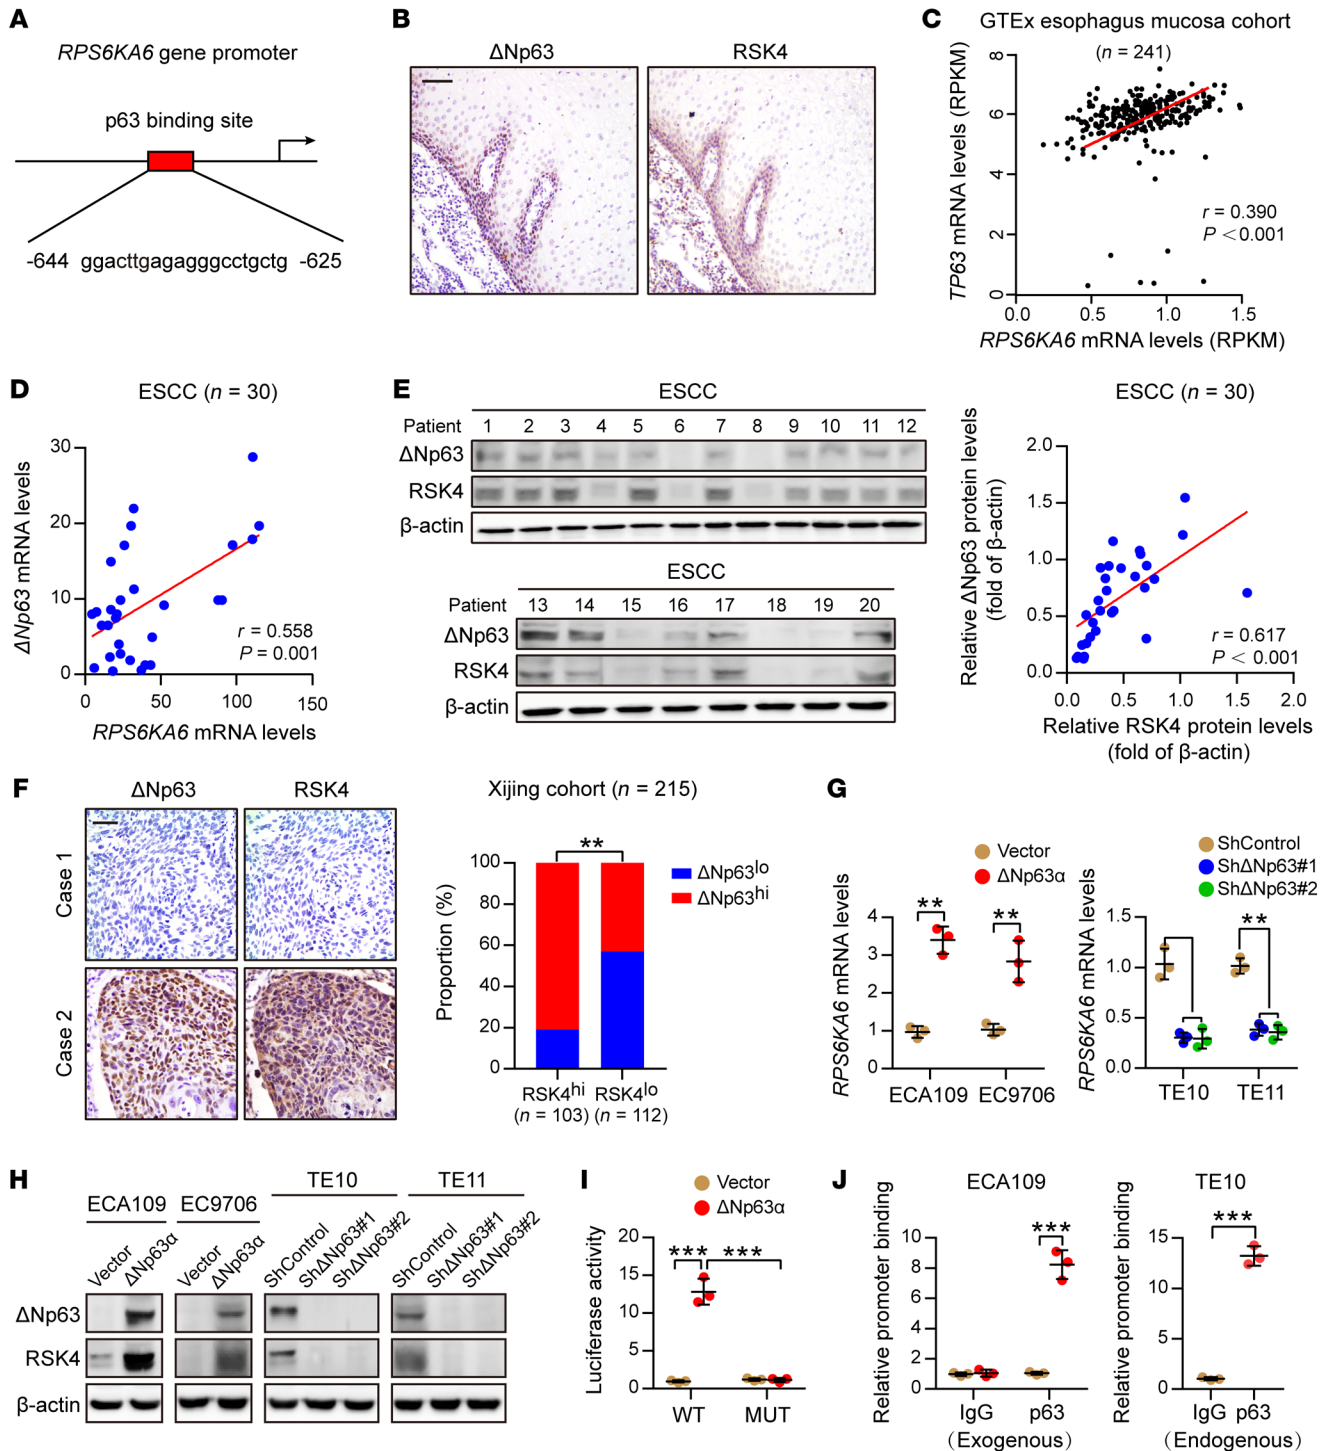 A
RPS6KA6 gene promoter
p63 binding site
-644 ggacttgagagggcctgctg -625
B
ΔNp63
RSK4
C
GTEx esophagus mucosa cohort
(n = 241)
TP63 mRNA levels (RPKM)
8
6
4
2
0
r = 0.390
P <0.001
0.0 0.5 1.0 1.5
RPS6KA6 mRNA levels (RPKM)
D
ESCC (n = 30)
ΔNp63 mRNA levels
30
20
10
0
r = 0.558
P = 0.001
0 50 100 150
RPS6KA6 mRNA levels
E
ESCC
Patient 1 2 3 4 5 6 7 8 9 10 11 12
ΔNp63
RSK4
β-actin
ESCC
Patient 13 14 15 16 17 18 19 20
ΔNp63
RSK4
β-actin
ESCC (n = 30)
Relative ΔNp63 protein levels
(fold of β-actin)
2.0
1.5
1.0
0.5
0.0
r = 0.617
P < 0.001
0.0 0.5 1.0 1.5 2.0
Relative RSK4 protein levels
(fold of β-actin)
F
ΔNp63 RSK4
Case 1
Case 2
Xijing cohort (n = 215)
**
ΔNp63lo
ΔNp63hi
Proportion (%)
100
80
60
40
20
0
RSK4hi RSK4lo
(n = 103) (n = 112)
G
Vector
ΔNp63α
RPS6KA6 mRNA levels
4
3
2
1
0
** **
ECA109 EC9706
ShControl
ShΔNp63#1
ShΔNp63#2
RPS6KA6 mRNA levels
1.5
1.0
0.5
0.0
**
TE10 TE11
H
ECA109 EC9706 TE10 TE11
Vector ΔNp63α Vector ΔNp63α ShControl ShΔNp63#1 ShΔNp63#2 ShControl ShΔNp63#1 ShΔNp63#2
ΔNp63
RSK4
β-actin
I
Vector
ΔNp63α
Luciferase activity
20
15
10
5
0
*** ***
WT MUT
J
ECA109
Relative promoter binding
10
8
6
4
2
0
***
IgG p63
(Exogenous)
TE10
Relative promoter binding
15
10
5
0
***
IgG p63
(Endogenous)